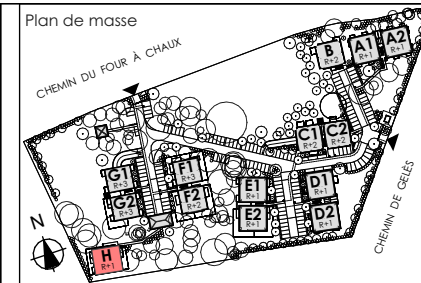 Plan de masse
CHEMIN DU FOUR À CHAUX
B
R+2
A1
R+1
A2
R+1
C1
R+2
C2
R+2
G1
R+3
F1
R+3
G2
R+3
F2
R+2
E1
R+1
D1
R+1
E2
R+1
D2
R+1
CHEMIN DE GELÈS
N
H
R+1